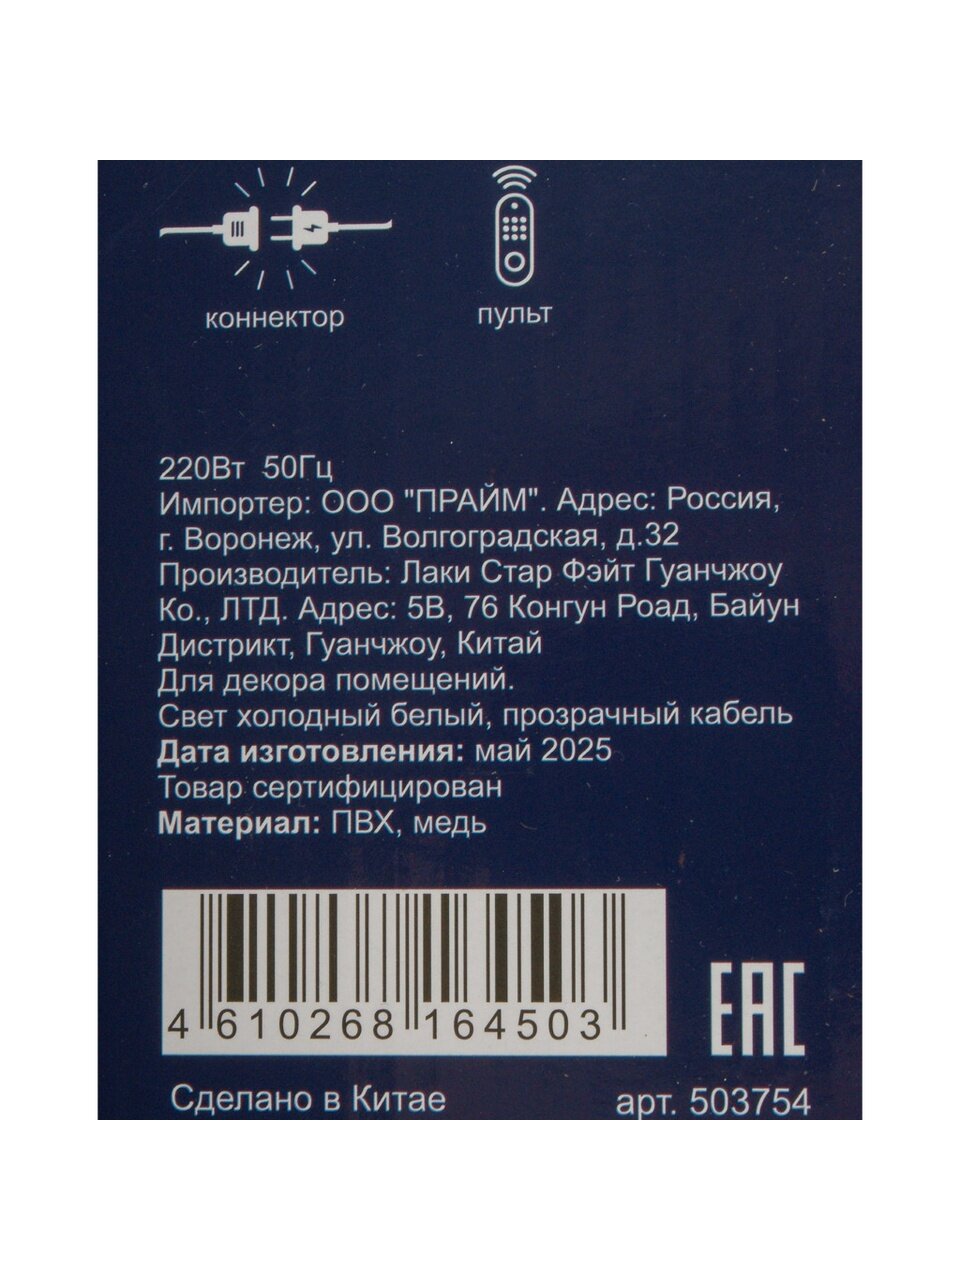 коннектор
пульт
220Вт 50Гц
Импортер: ООО "ПРАЙМ". Адрес: Россия,
г. Воронеж, ул. Волгоградская, д.32
Производитель: Лаки Стар Фэйт Гуанчжоу
Ко., ЛТД. Адрес: 5В, 76 Конгун Роад, Байун
Дистрикт, Гуанчжоу, Китай
Для декора помещений.
Свет холодный белый, прозрачный кабель
Дата изготовления: май 2025
Товар сертифицирован
Материал: ПВХ, медь
4 610268 164503
EAC
Сделано в Китае
арт. 503754